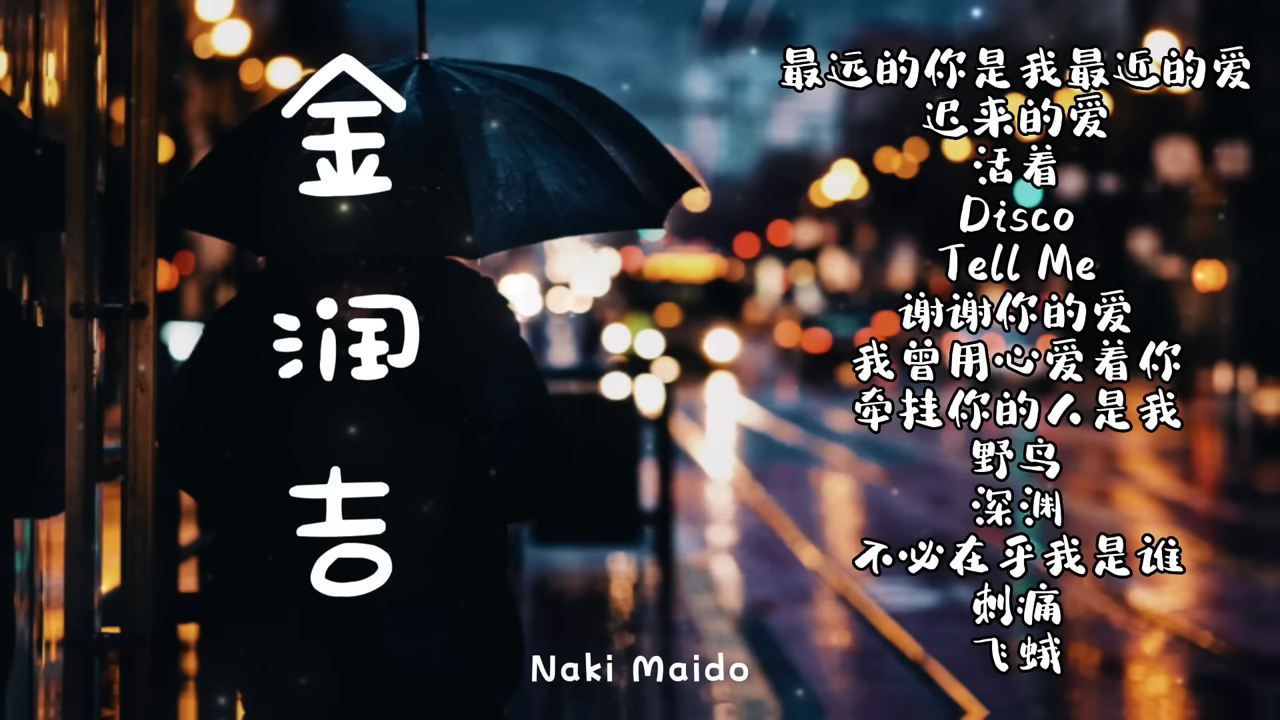 金润吉
最远的你是我最近的爱
迟来的爱
活着
Disco
Tell Me
谢谢你的爱
我曾用心爱着你
牵挂你的人是我
野鸟
深渊
不必在乎我是谁
刺痛
飞蛾
Naki Maido